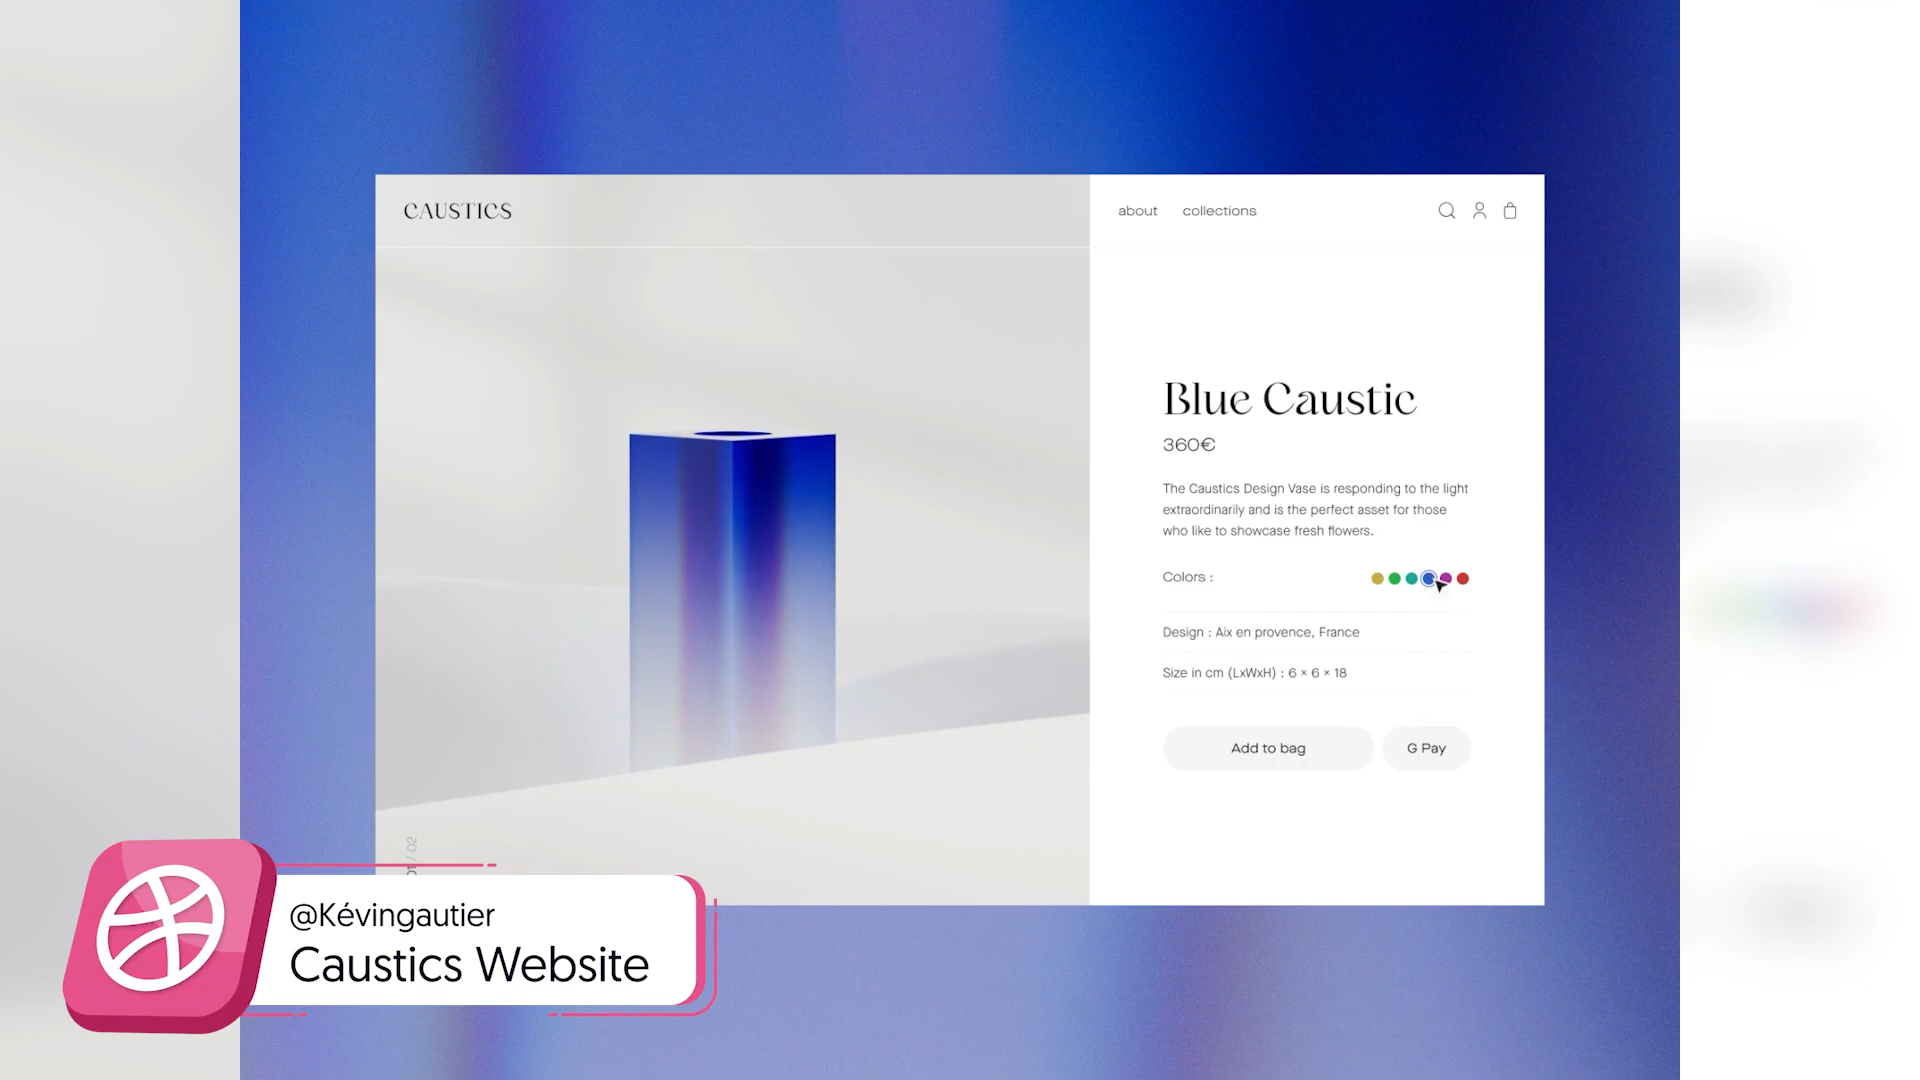 CAUSTICS
about collections
Blue Caustic
360€
The Caustics Design Vase is responding to the light
extraordinarily and is the perfect asset for those
who like to showcase fresh flowers.
Colors :
Design : Aix en provence, France
Size in cm (LxWxH) : 6 × 6 × 18
Add to bag
G Pay
01 / 02
@Kévingautier
Caustics Website